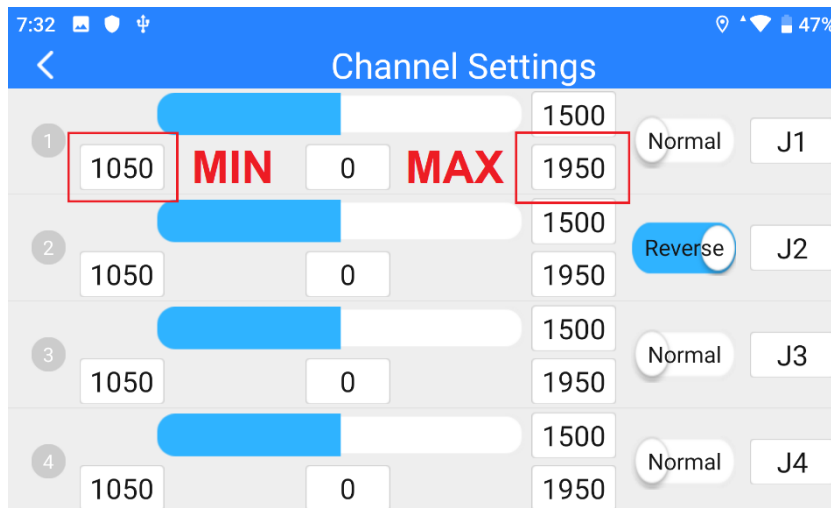 7:32 47%
Channel Settings
1500
1 Normal J1
1050 MIN 0 MAX 1950
1500
2 Reverse J2
1050 0 1950
1500
3 Normal J3
1050 0 1950
1500
4 Normal J4
1050 0 1950